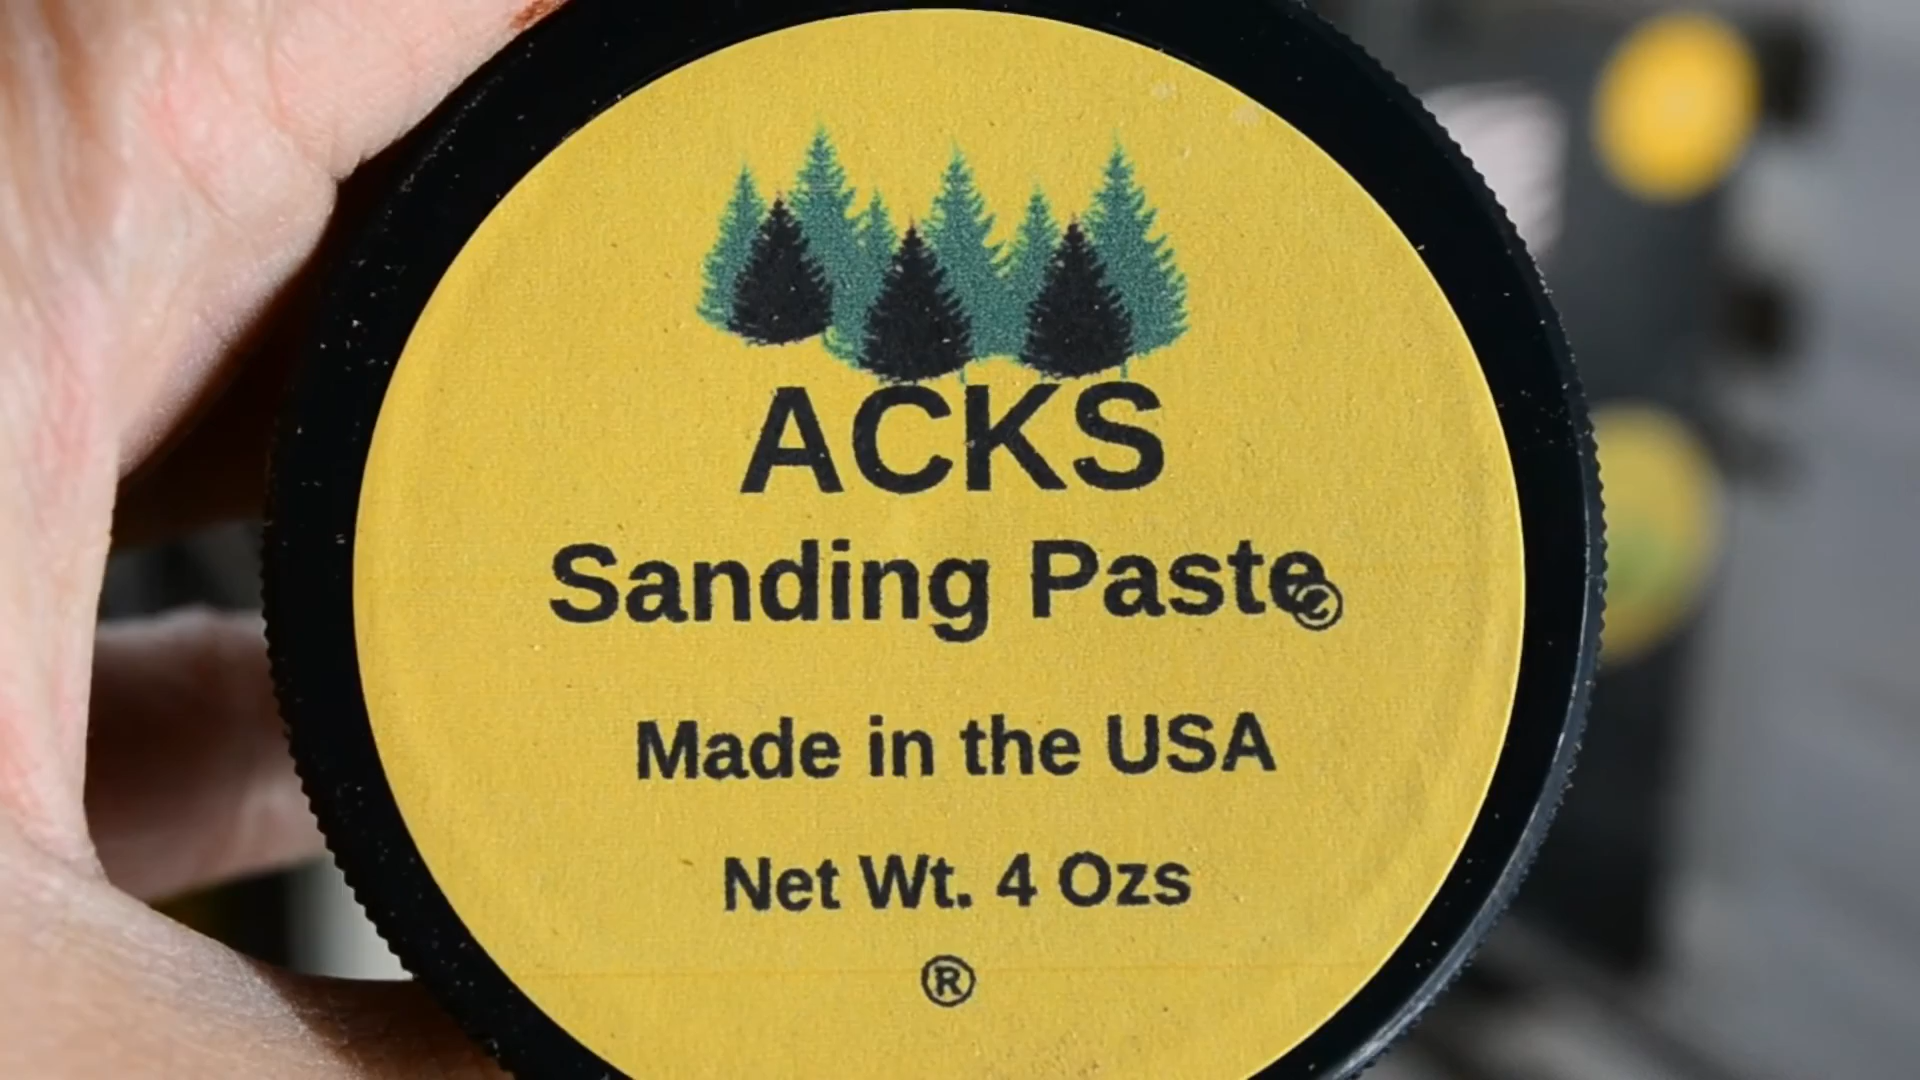 ACKS
Sanding Paste©
Made in the USA
Net Wt. 4 Ozs
®